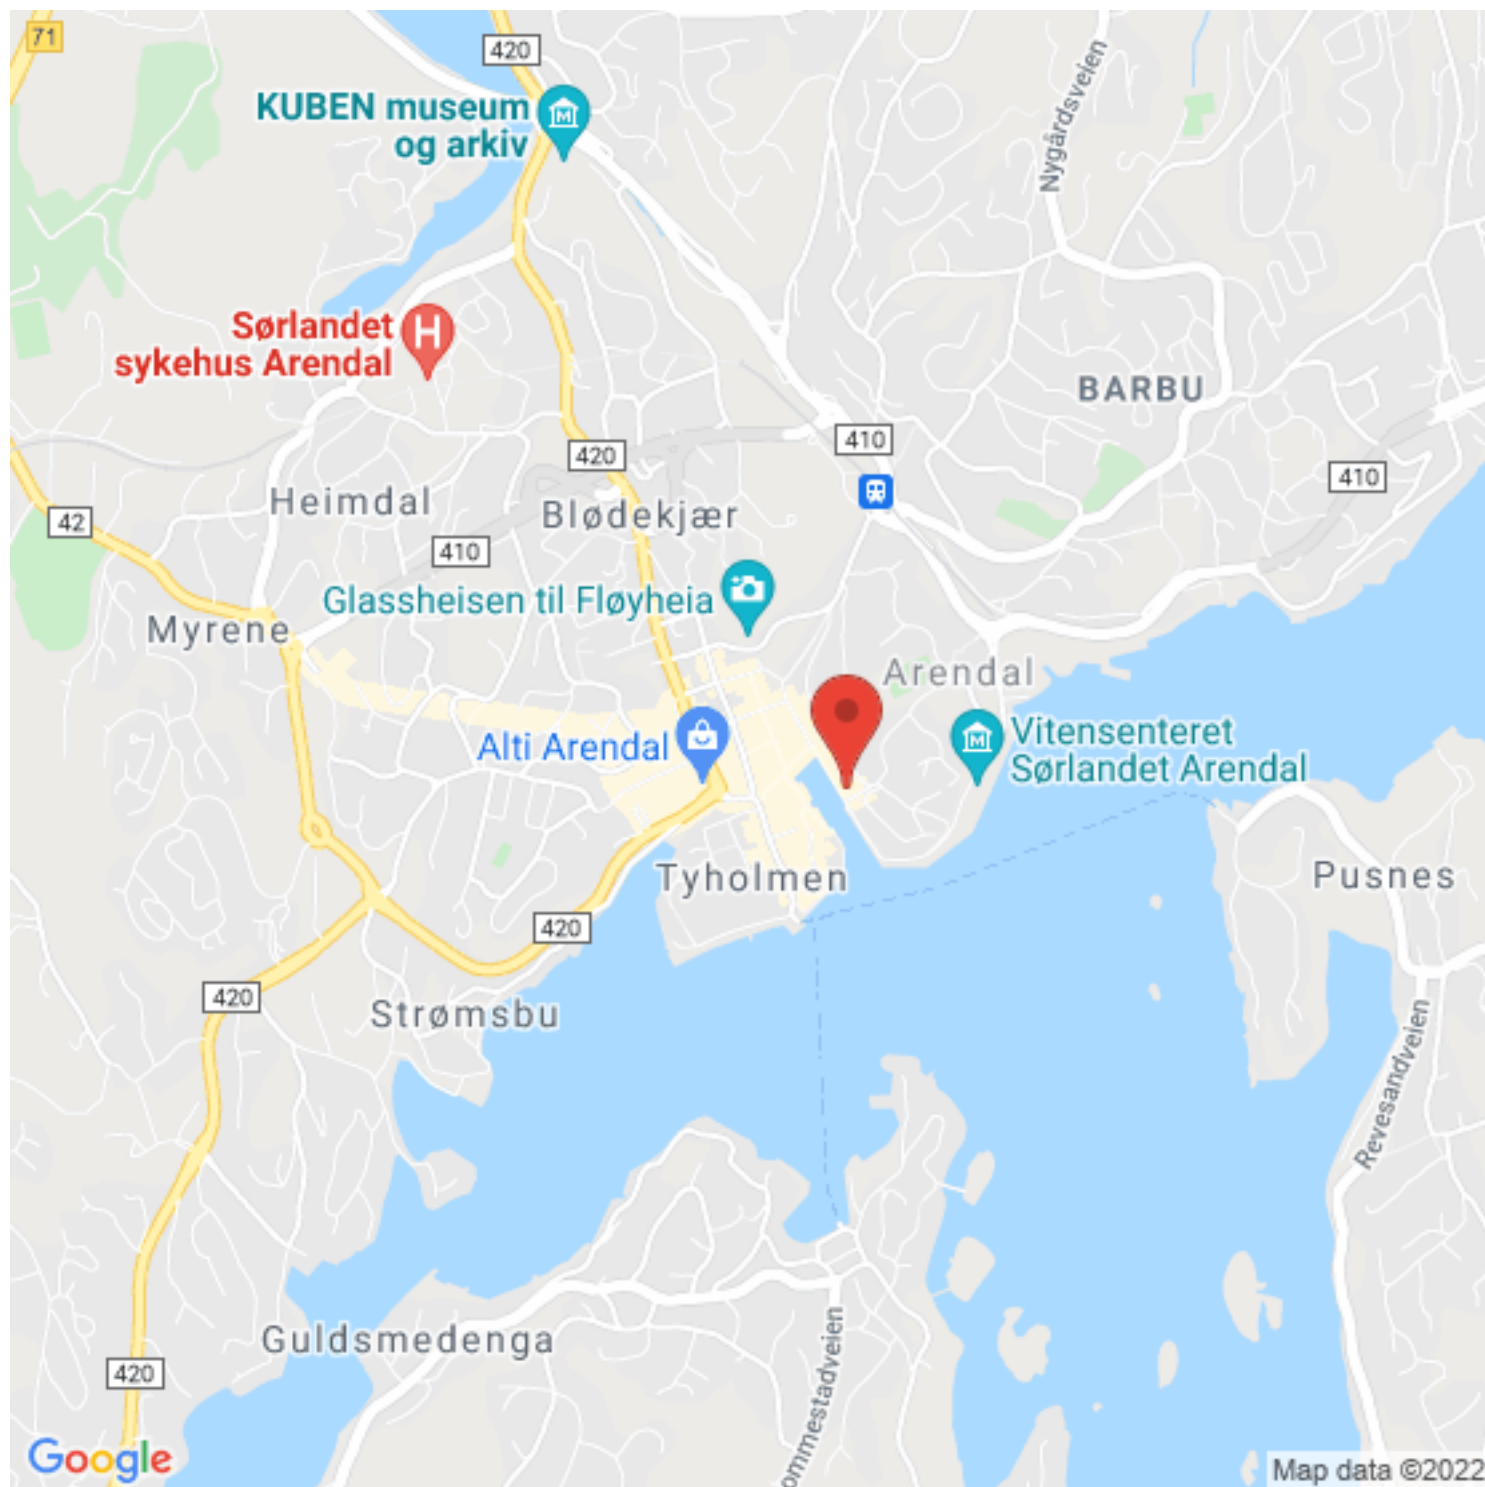 71
420
KUBEN museum
og arkiv
Nygårdsveien
Sørlandet
sykehus Arendal
BARBU
410
420
410
Heimdal
42
Blødekjær
410
Glassheisen til Fløyheia
Myrene
Arendal
Alti Arendal
Vitensenteret
Sørlandet Arendal
Tyholmen
Pusnes
420
420
Strømsbu
Revesandveien
Guldsmedenga
ommestadveien
420
Google
Map data ©2022